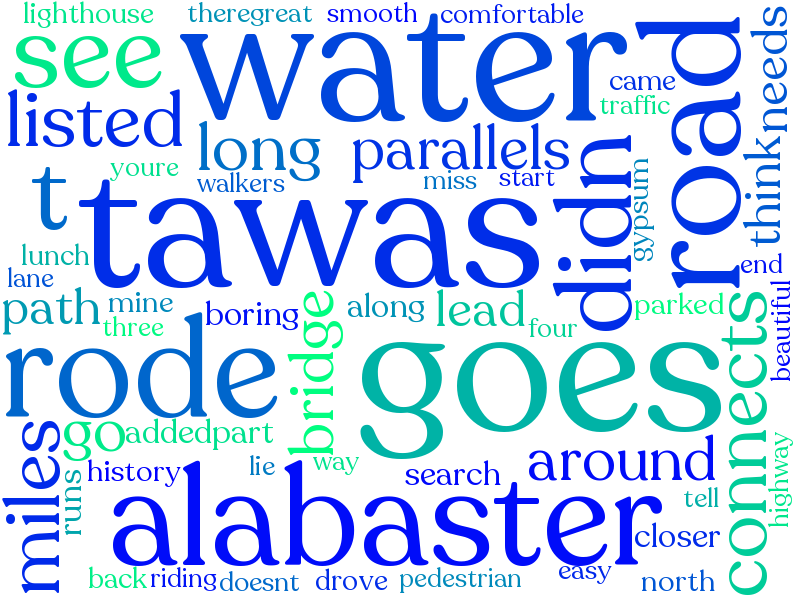 lighthouse
theregreat
smooth
comfortable
see
water
road
needs
came
traffic
listed
long
parallels
didn
think
youre
walkers
miss
start
gypsum
t
tawas
lunch
lane
end
path
mine
three
boring
bridge
along
lead
four
parked
connects
beautiful
rode
goes
go
addedpart
miles
runs
history
lie
way
search
around
highway
alabaster
tell
closer
back
riding
doesnt
drove
pedestrian
easy
north